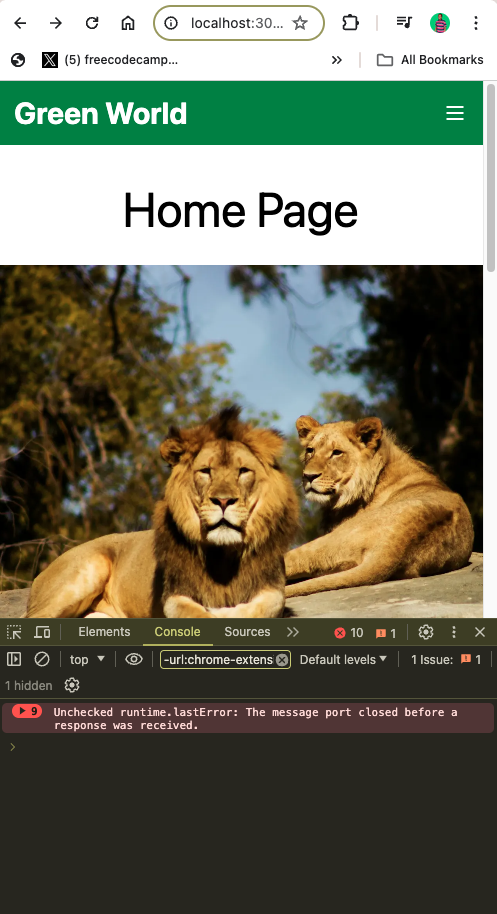 localhost:30...
(5) freecodecamp...
»
All Bookmarks
Green World
Home Page
Elements
Console
Sources
»
10
1
top
-url:chrome-extens
Default levels
1 Issue:
1
1 hidden
9
Unchecked runtime.lastError: The message port closed before a
response was received.